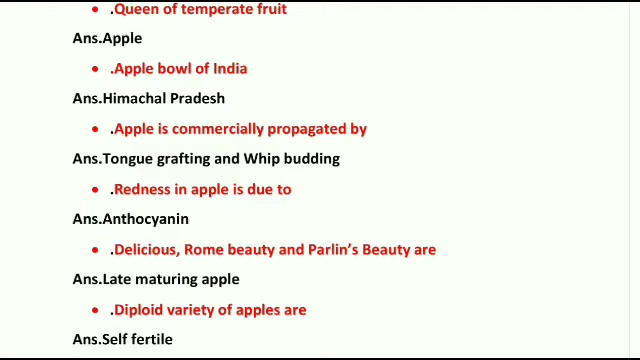 • .Queen of temperate fruit
Ans.Apple
• .Apple bowl of India
Ans.Himachal Pradesh
• .Apple is commercially propagated by
Ans.Tongue grafting and Whip budding
• .Redness in apple is due to
Ans.Anthocyanin
• .Delicious, Rome beauty and Parlin’s Beauty are
Ans.Late maturing apple
• .Diploid variety of apples are
Ans.Self fertile